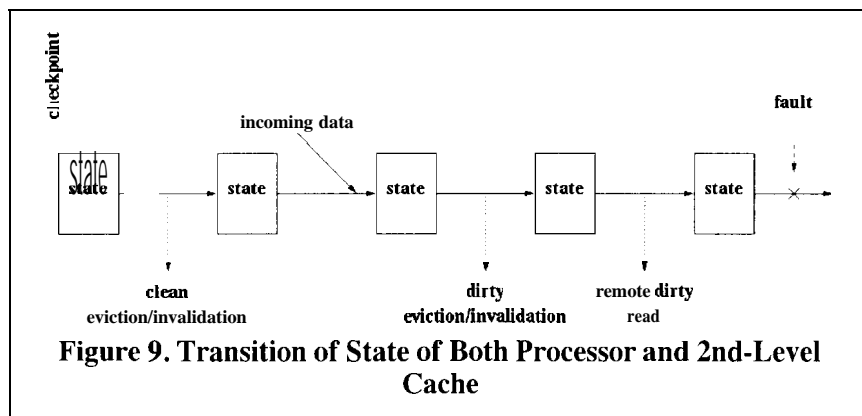 checkpoint
fault
incoming data
state
state
state
state
state
state
clean
eviction/invalidation
dirty
eviction/invalidation
remote dirty
read
Figure 9. Transition of State of Both Processor and 2nd-Level
Cache